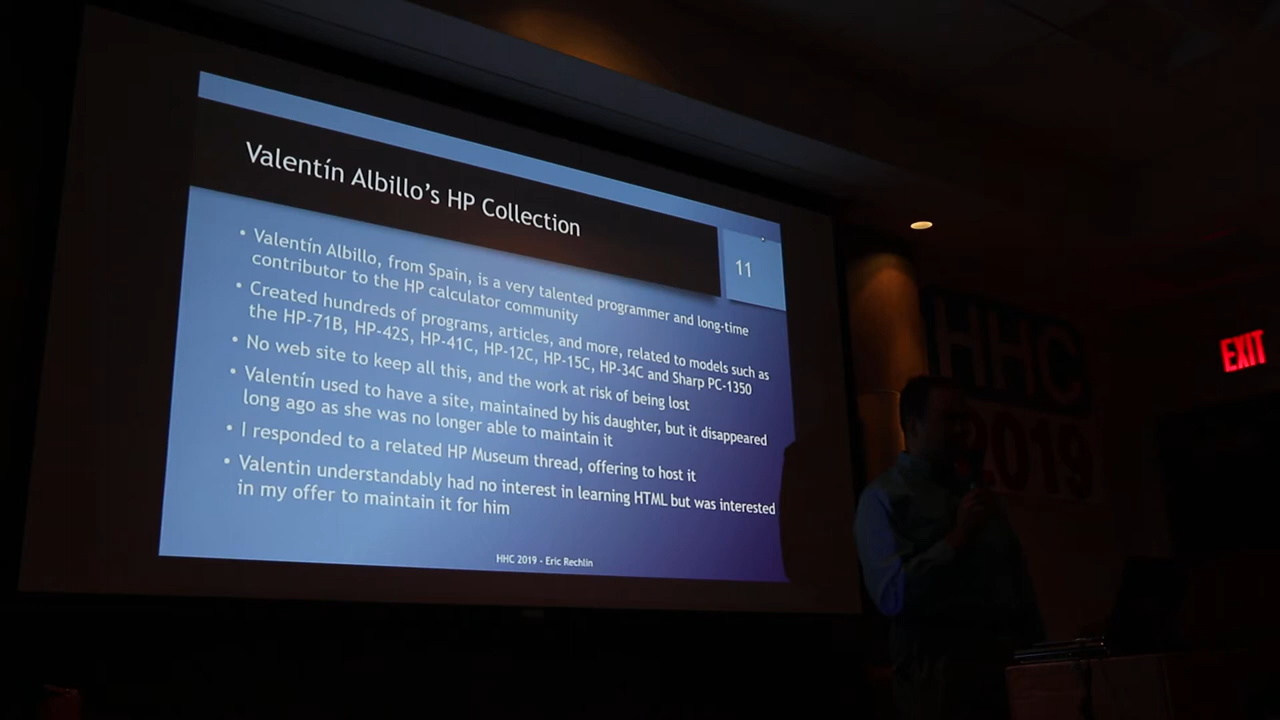 Valentín Albillo's HP Collection
11
• Valentín Albillo, from Spain, is a very talented programmer and long-time
contributor to the HP calculator community
• Created hundreds of programs, articles, and more, related to models such as
the HP-71B, HP-42S, HP-41C, HP-12C, HP-15C, HP-34C and Sharp PC-1350
• No web site to keep all this, and the work at risk of being lost
• Valentín used to have a site, maintained by his daughter, but it disappeared
long ago as she was no longer able to maintain it
• I responded to a related HP Museum thread, offering to host it
• Valentin understandably had no interest in learning HTML but was interested
in my offer to maintain it for him
HHC 2019 - Eric Rechlin
HHC
2019
EXIT